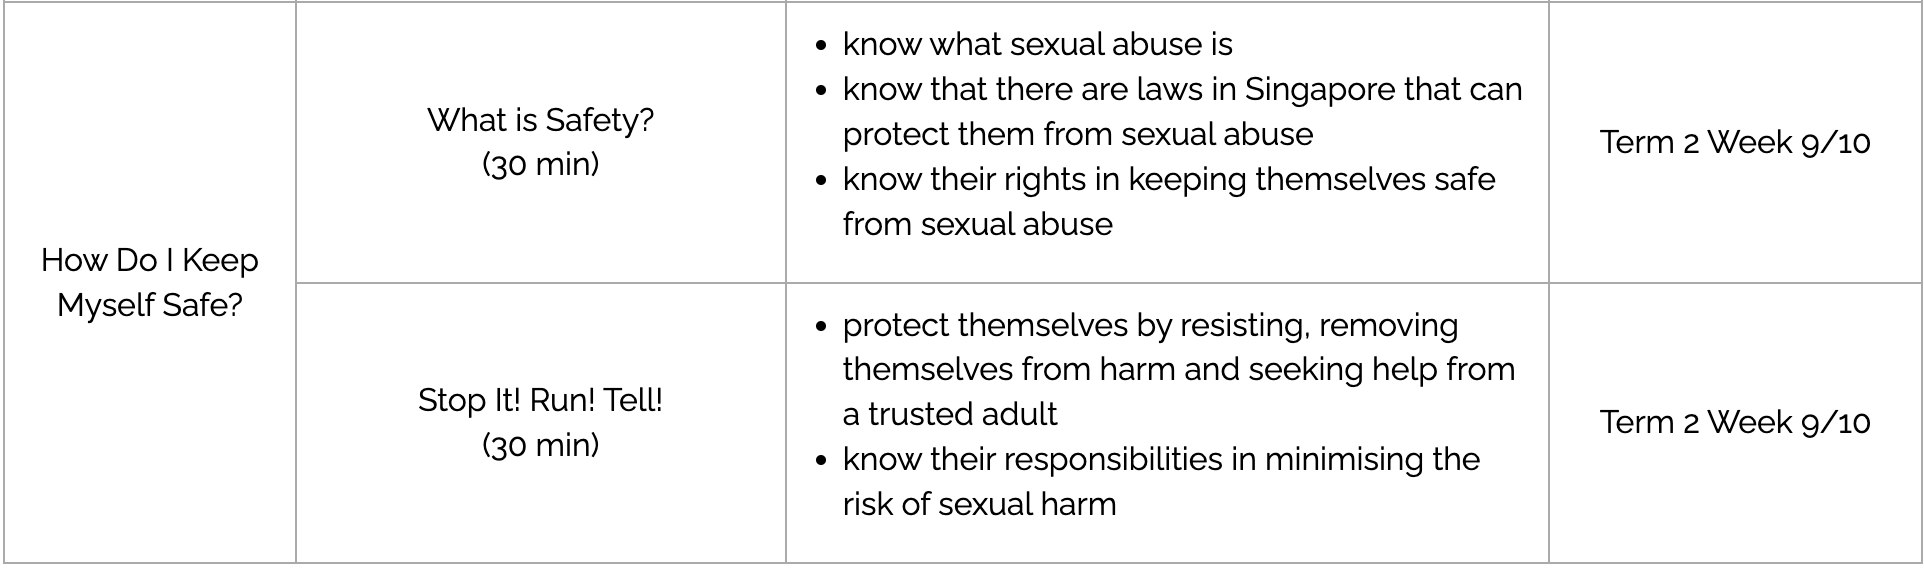 How Do I Keep
Myself Safe?
What is Safety?
(30 min)
• know what sexual abuse is
• know that there are laws in Singapore that can
protect them from sexual abuse
• know their rights in keeping themselves safe
from sexual abuse
Term 2 Week 9/10
Stop It! Run! Tell!
(30 min)
• protect themselves by resisting, removing
themselves from harm and seeking help from
a trusted adult
• know their responsibilities in minimising the
risk of sexual harm
Term 2 Week 9/10